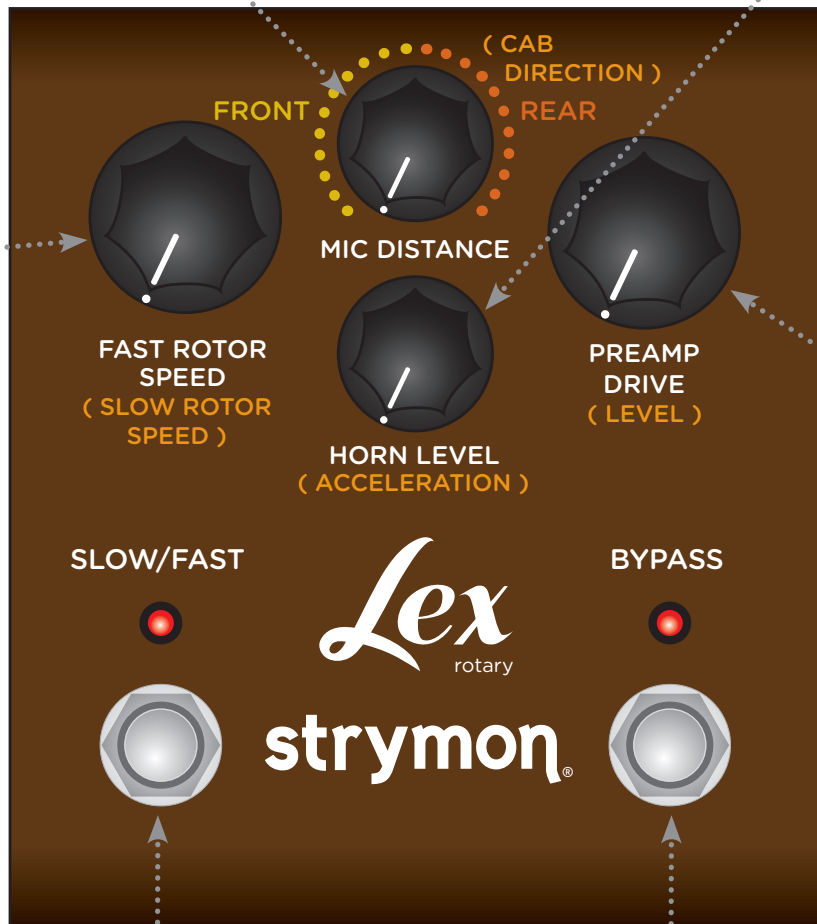 ( CAB
DIRECTION )
FRONT
REAR
MIC DISTANCE
FAST ROTOR
SPEED
( SLOW ROTOR
SPEED )
PREAMP
DRIVE
( LEVEL )
HORN LEVEL
( ACCELERATION )
SLOW/FAST
BYPASS
Lex
rotary
strymon®